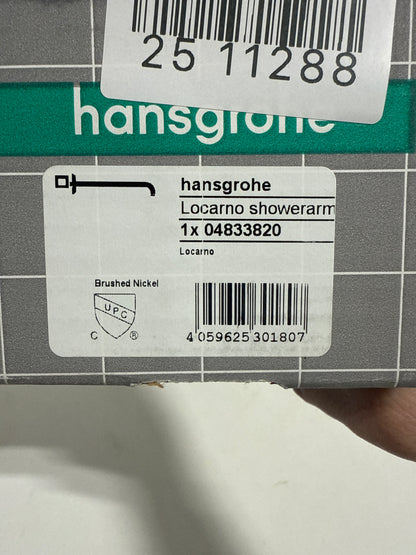 25 11288
hansgrohe
hansgrohe
Locarno showerarm
1x 04833820
Locarno
Brushed Nickel
UPC
C ®
4 059625 301807